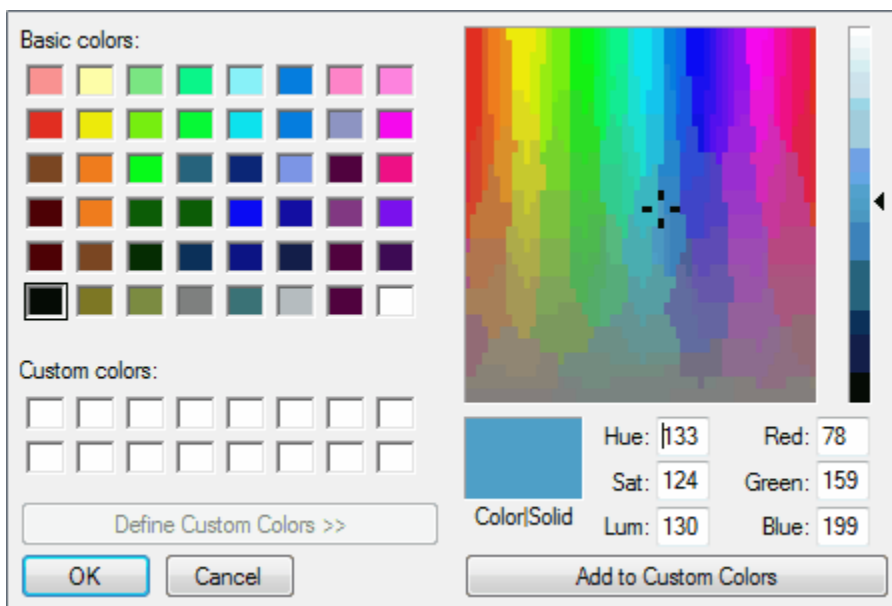 Basic colors:
Custom colors:
Define Custom Colors >>
OK
Cancel
Color|Solid
Hue: 133
Sat: 124
Lum: 130
Red: 78
Green: 159
Blue: 199
Add to Custom Colors